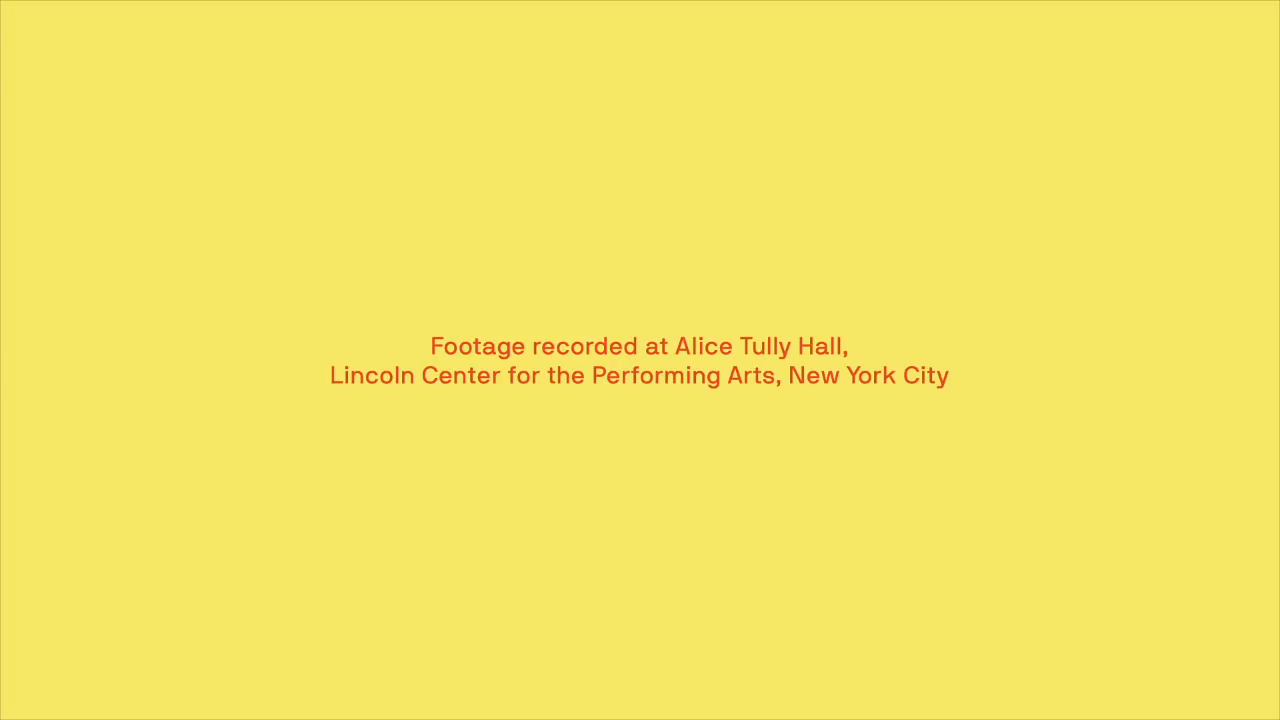 Footage recorded at Alice Tully Hall,
Lincoln Center for the Performing Arts, New York City